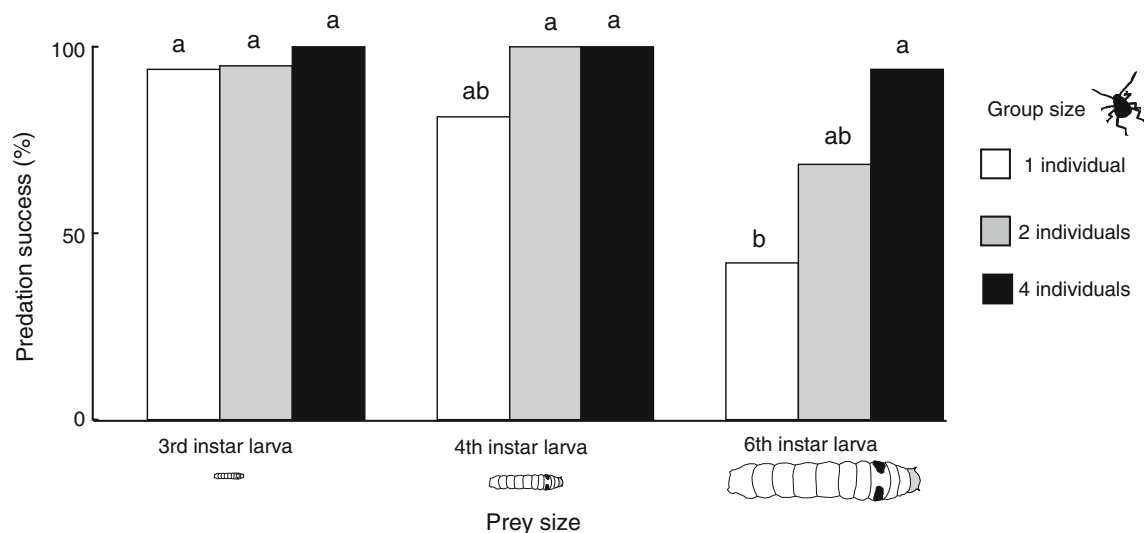 Predation success (%)
100
50
0
a
a
a
ab
a
a
b
ab
a
3rd instar larva
4th instar larva
6th instar larva
Prey size
Group size
1 individual
2 individuals
4 individuals